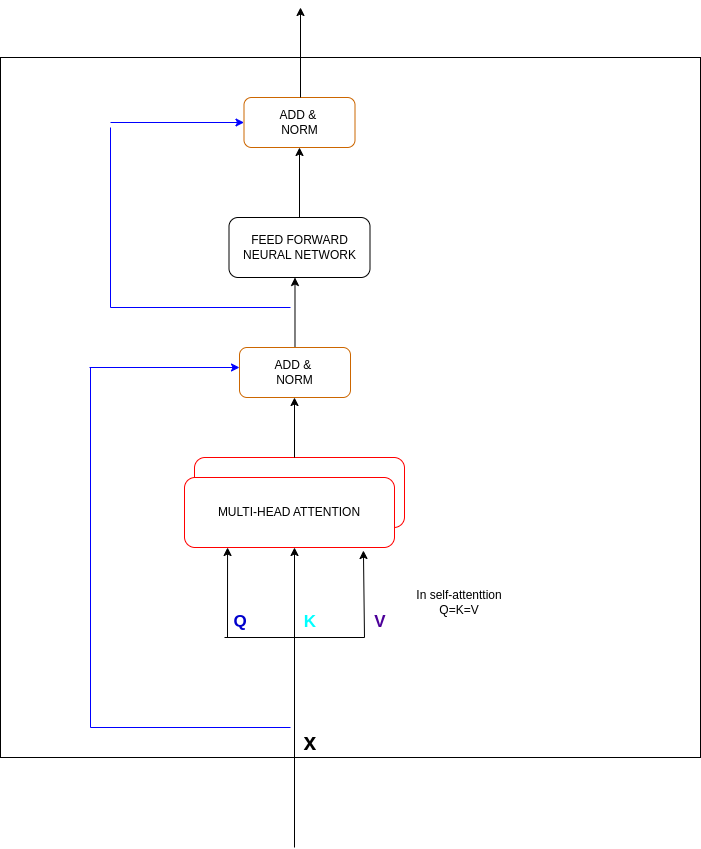 ADD &
NORM
FEED FORWARD
NEURAL NETWORK
ADD &
NORM
MULTI-HEAD ATTENTION
In self-attenttion
Q=K=V
Q K V
X